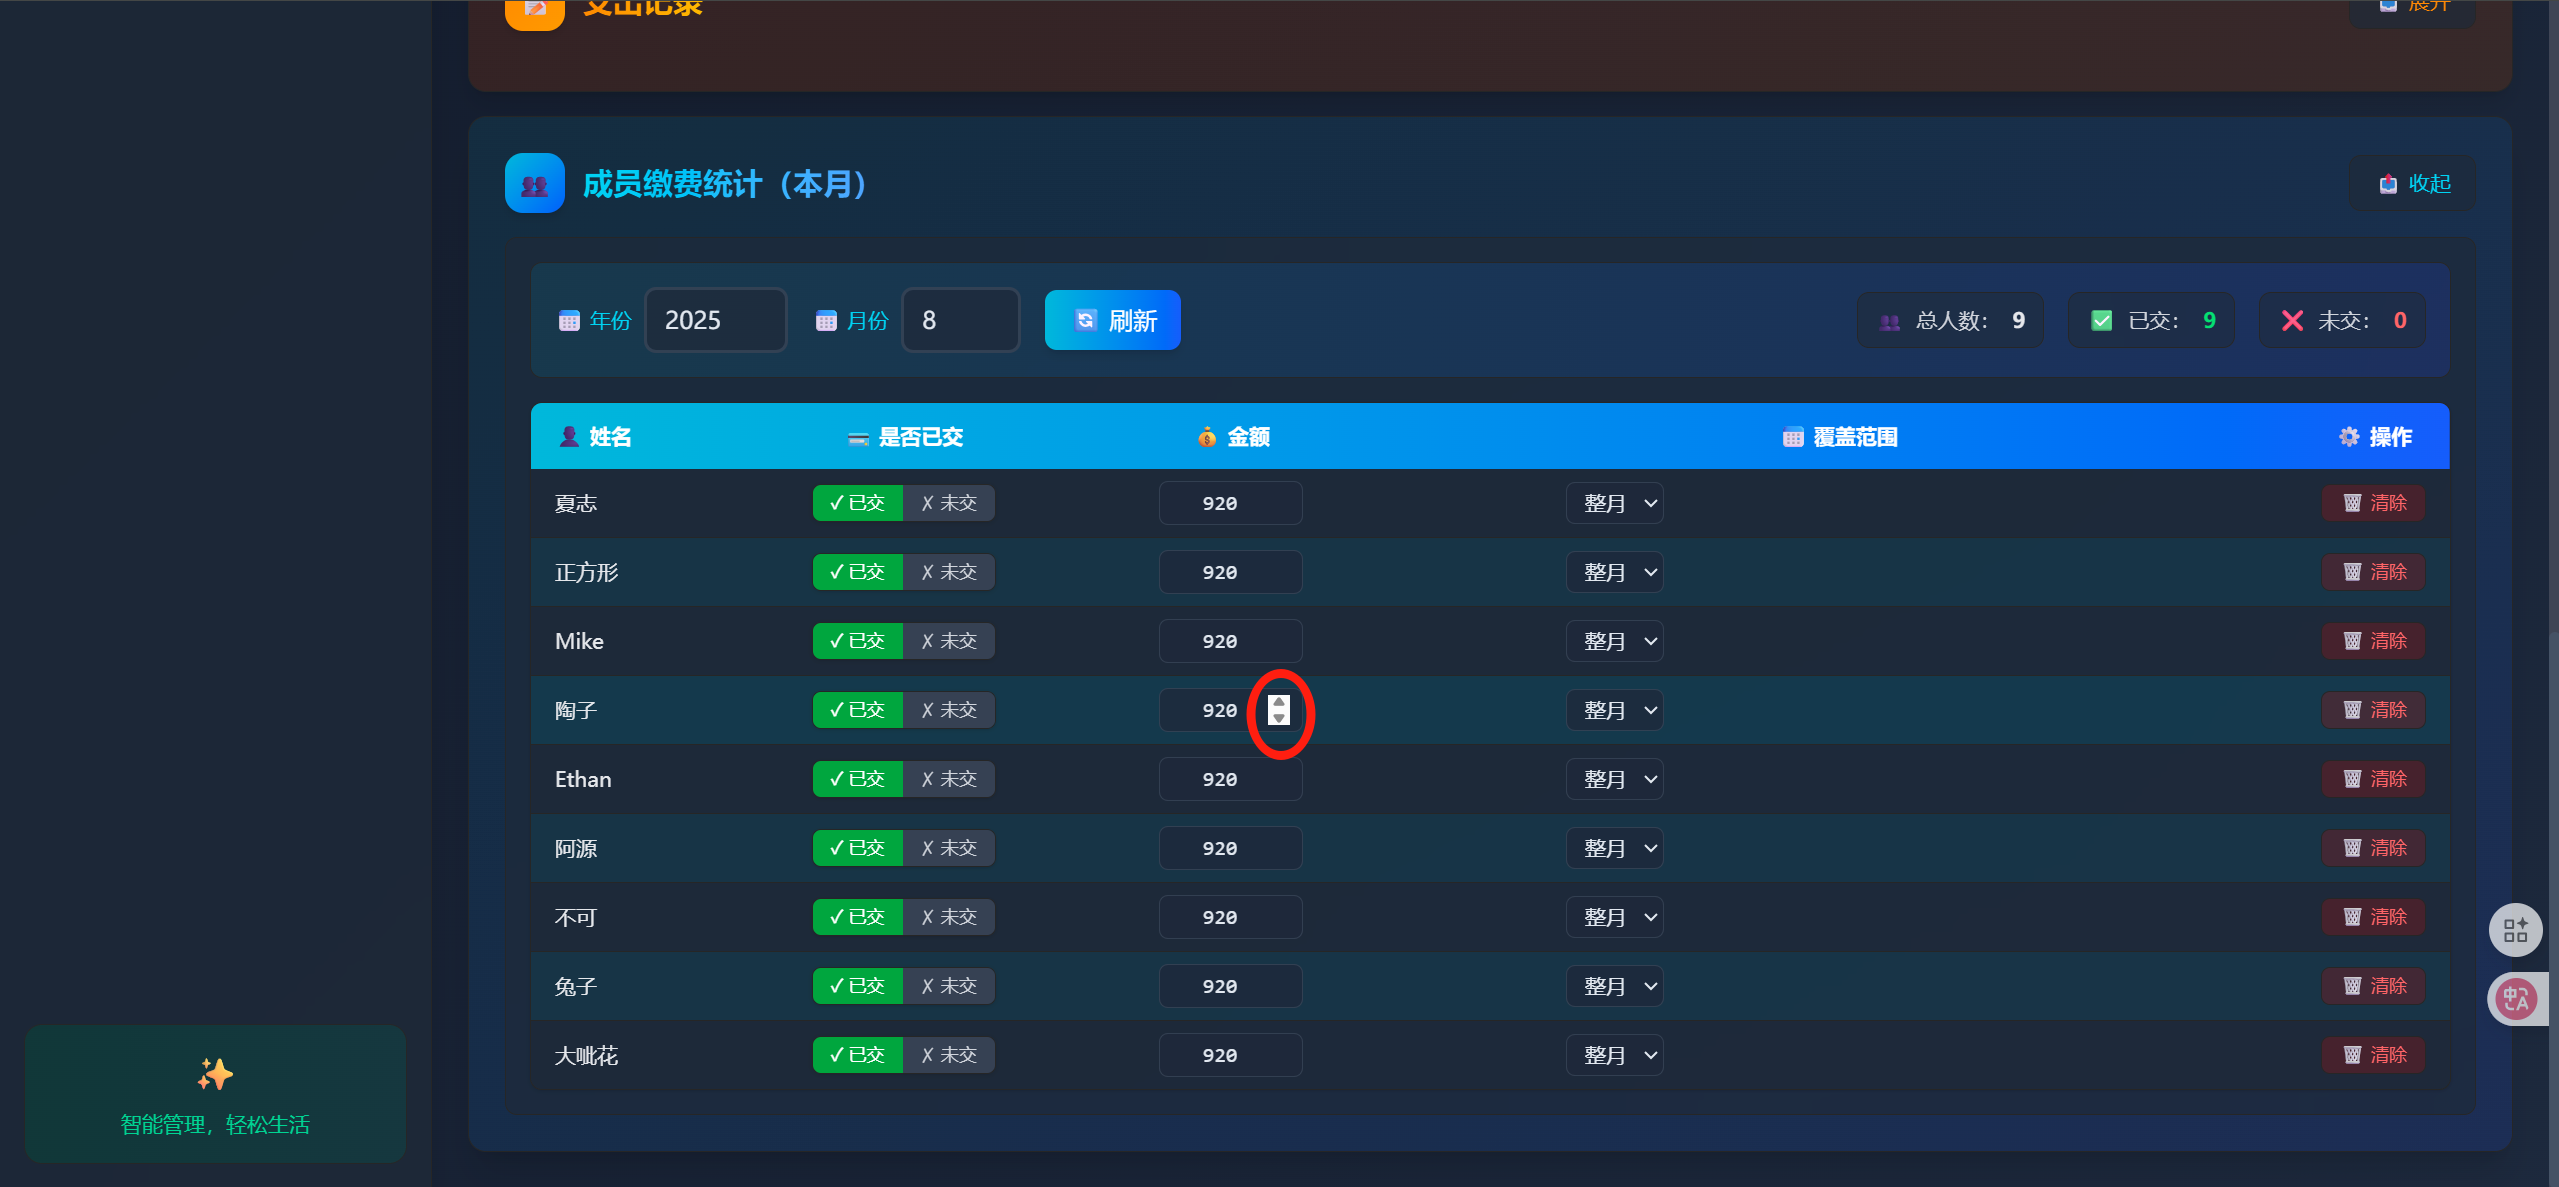 支出记录
展开
成员缴费统计（本月）
收起
年份 2025 月份 8 刷新 总人数： 9 已交： 9 未交： 0
姓名 是否已交 金额 覆盖范围 操作
夏志 ✓已交 ✗ 未交 920 整月 清除
正方形 ✓已交 ✗ 未交 920 整月 清除
Mike ✓已交 ✗ 未交 920 整月 清除
陶子 ✓已交 ✗ 未交 920 整月 清除
Ethan ✓已交 ✗ 未交 920 整月 清除
阿源 ✓已交 ✗ 未交 920 整月 清除
不可 ✓已交 ✗ 未交 920 整月 清除
兔子 ✓已交 ✗ 未交 920 整月 清除
大呲花 ✓已交 ✗ 未交 920 整月 清除
智能管理，轻松生活